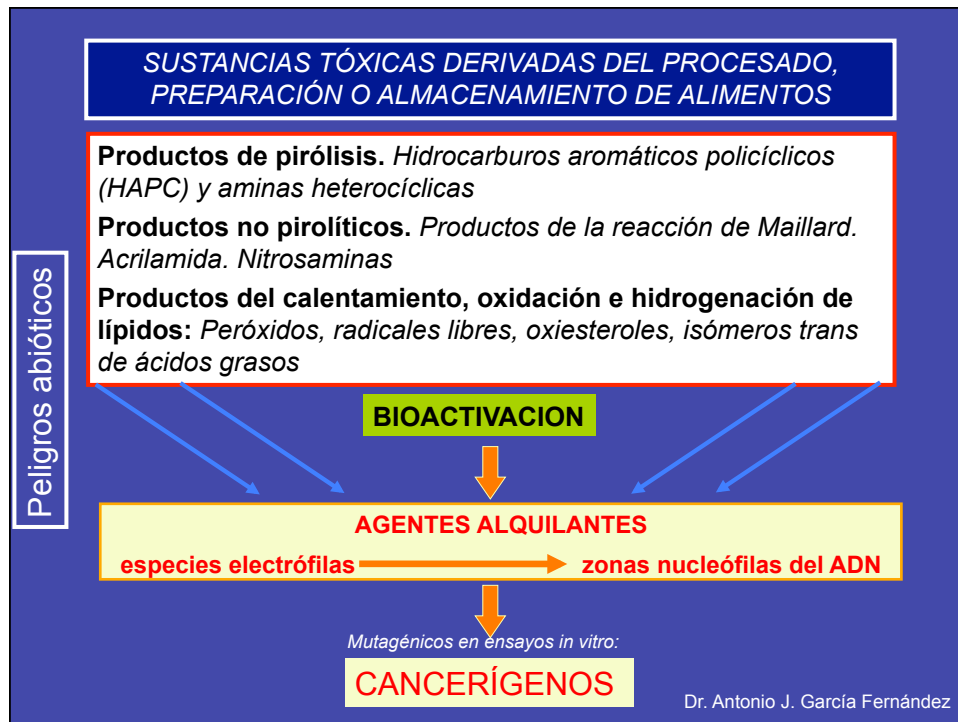 SUSTANCIAS TÓXICAS DERIVADAS DEL PROCESADO,
PREPARACIÓN O ALMACENAMIENTO DE ALIMENTOS
Peligros abióticos
Productos de pirólisis. Hidrocarburos aromáticos policíclicos
(HAPC) y aminas heterocíclicas
Productos no pirolíticos. Productos de la reacción de Maillard.
Acrilamida. Nitrosaminas
Productos del calentamiento, oxidación e hidrogenación de
lípidos: Peróxidos, radicales libres, oxiesteroles, isómeros trans
de ácidos grasos
BIOACTIVACION
AGENTES ALQUILANTES
especies electrófilas zonas nucleófilas del ADN
Mutagénicos en ensayos in vitro:
CANCERÍGENOS
Dr. Antonio J. García Fernández